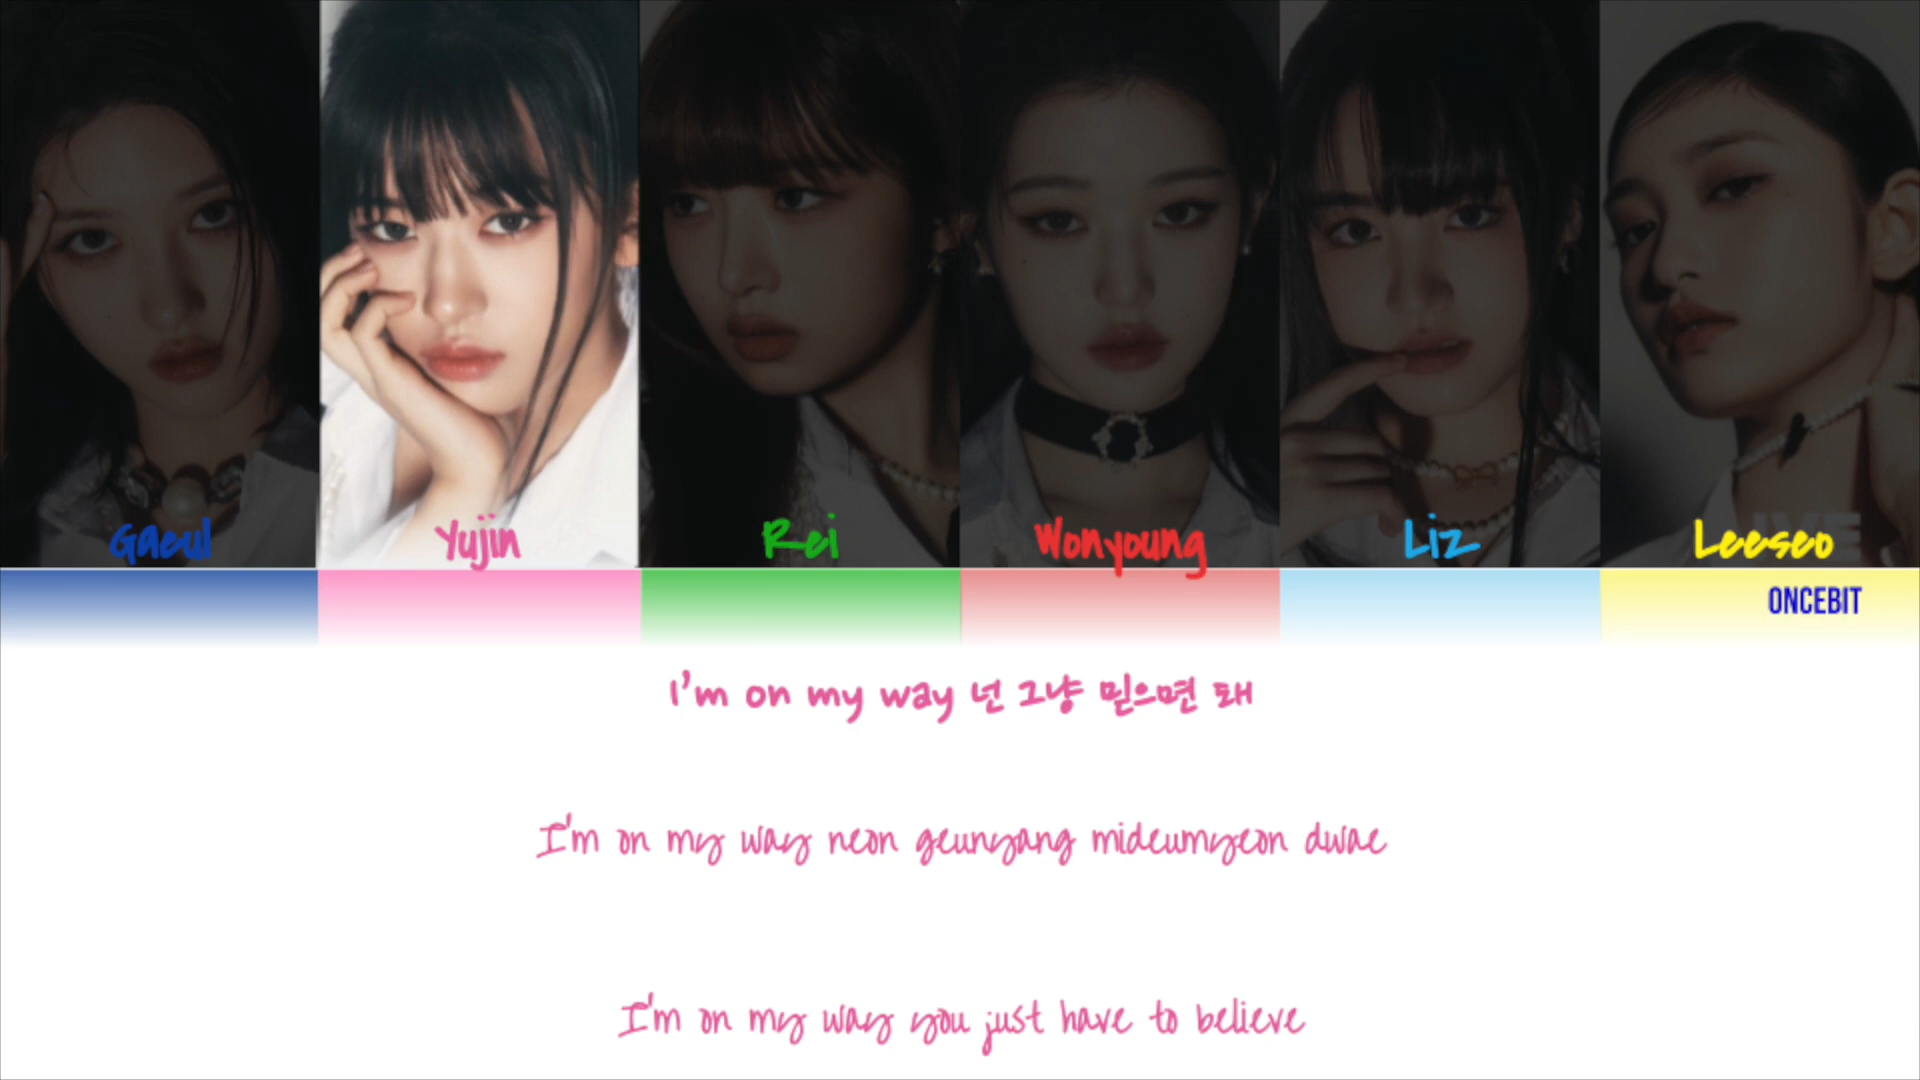 Gaeul Yujin Rei Wonyoung Liz Leeseo
ONCEBIT
I'm on my way 넌 그냥 믿으면 돼
I'm on my way neon geunyang mideumyeon dwae
I'm on my way you just have to believe